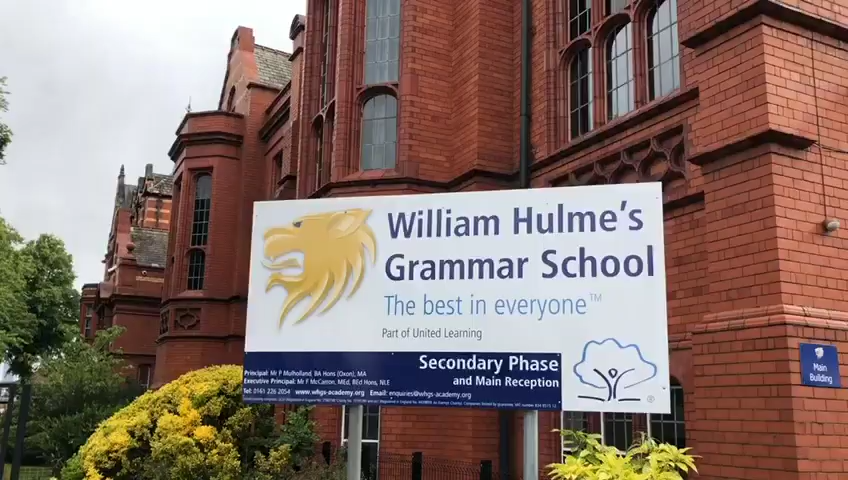 William Hulme's
Grammar School
The best in everyone™
Part of United Learning
Secondary Phase
and Main Reception
Principal: Mr P Mulholland, BA Hons (Oxon), MA
Executive Principal: Mr F McCarron, MEd, BEd Hons, NLE
Tel: 0161 226 2054 www.whgs-academy.org Email: enquiries@whgs-academy.org
Main
Building